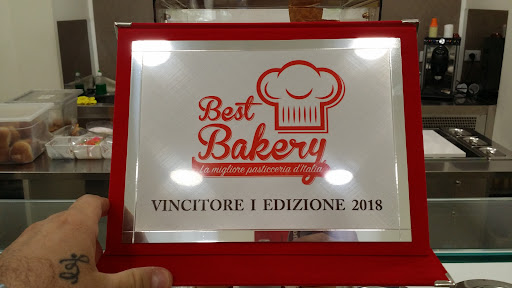 Best
Bakery
La migliore pasticceria d'Italia
VINCITORE I EDIZIONE 2018